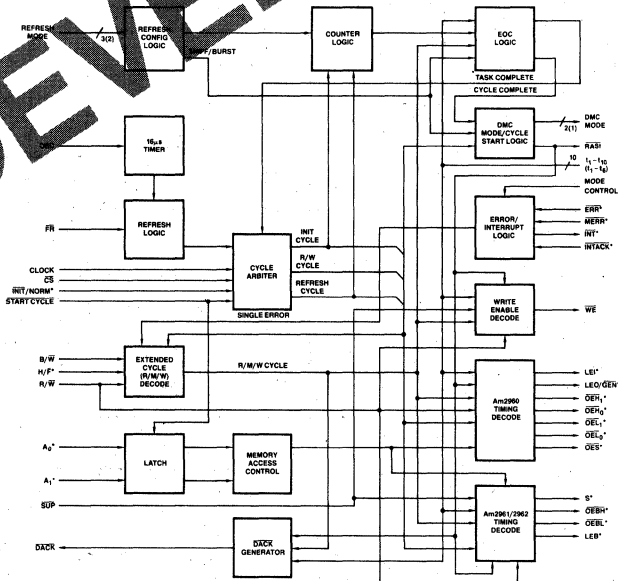 REFRESH
MODE
3(2)
REFRESH
CONFIG
LOGIC
COUNTER
LOGIC
EOC
LOGIC
TASK COMPLETE
CYCLE COMPLETE
16μs
TIMER
DMC
MODE/CYCLE
START LOGIC
2(1)
DMC
MODE
RASI
10
t₁ – t₁₀
(t₁ – t₈)
MODE
CONTROL
FR
REFRESH
LOGIC
ERROR/
INTERRUPT
LOGIC
ERR*
MERR*
INT*
INTACK*
CLOCK
CS
INIT/NORM*
START CYCLE
CYCLE
ARBITER
INIT
CYCLE
R/W
CYCLE
REFRESH
CYCLE
SINGLE ERROR
WRITE
ENABLE
DECODE
WE
B/W
H/F*
R/W
EXTENDED
CYCLE
(R/M/W)
DECODE
R/M/W CYCLE
Am2960
TIMING
DECODE
LEI*
LEO/GEN*
OEH₁*
OEH₀*
OEL₁*
OEL₀*
OES*
A₀*
A₁*
LATCH
MEMORY
ACCESS
CONTROL
SUP
Am2961/2962
TIMING
DECODE
S*
OEBH*
OEBL*
LEB*
DACK
DACK
GENERATOR